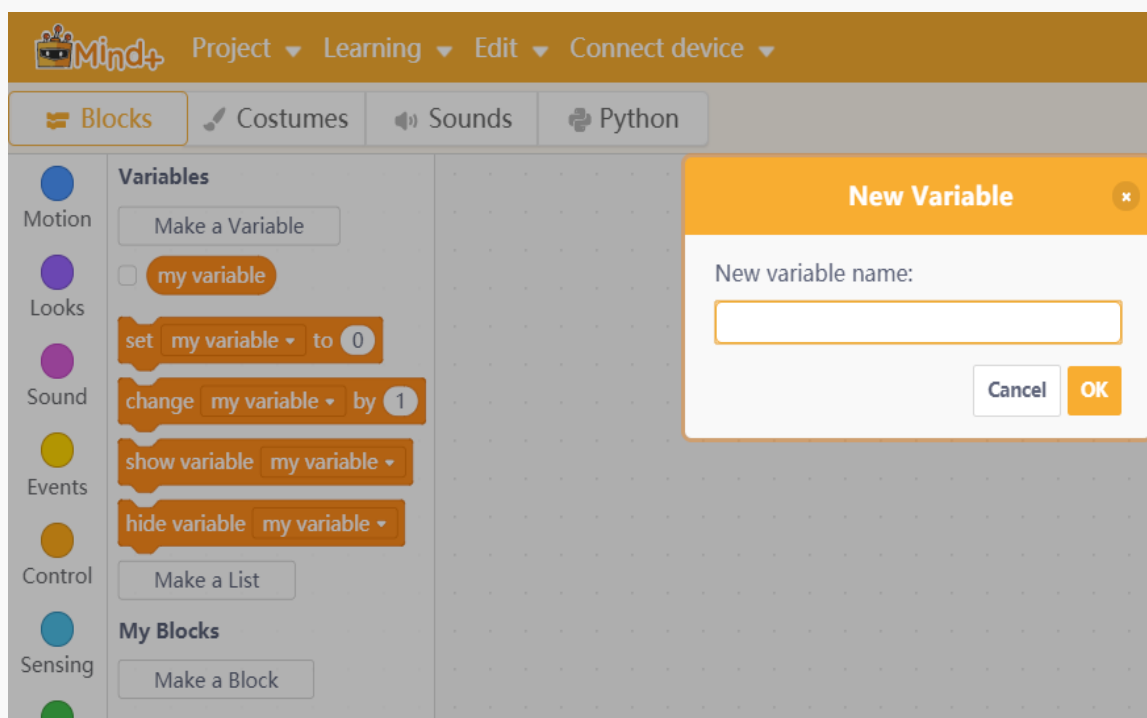 Mind+ Project Learning Edit Connect device
Blocks Costumes Sounds Python
Motion
Looks
Sound
Events
Control
Sensing
Variables
Make a Variable
my variable
set my variable to 0
change my variable by 1
show variable my variable
hide variable my variable
Make a List
My Blocks
Make a Block
New Variable
New variable name:
Cancel OK